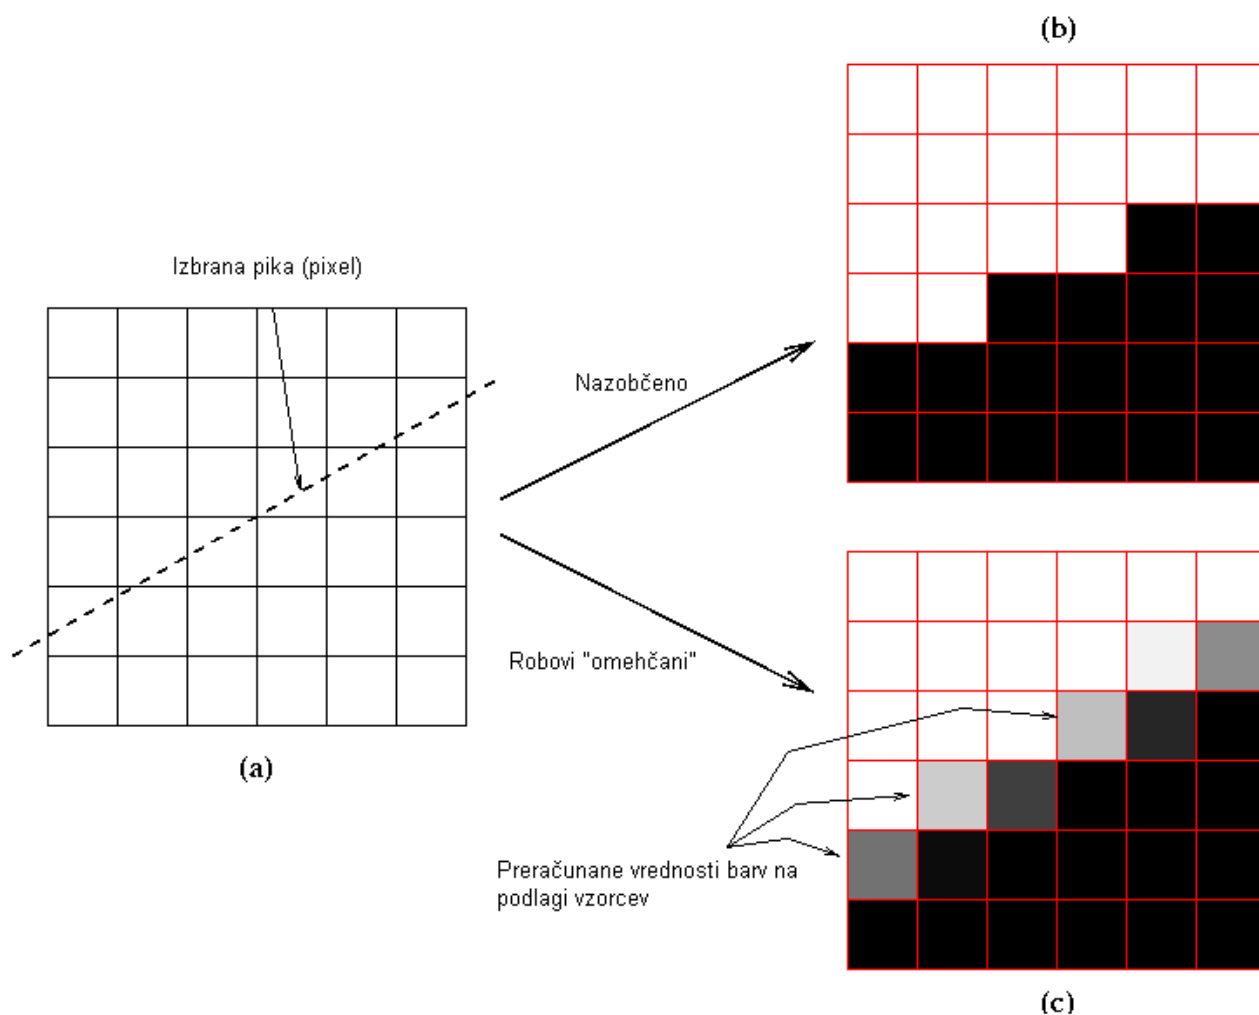 (b)
Izbrana pika (pixel)
Nazobčeno
Robovi "omehčani"
(a)
Preračunane vrednosti barv na
podlagi vzorcev
(c)